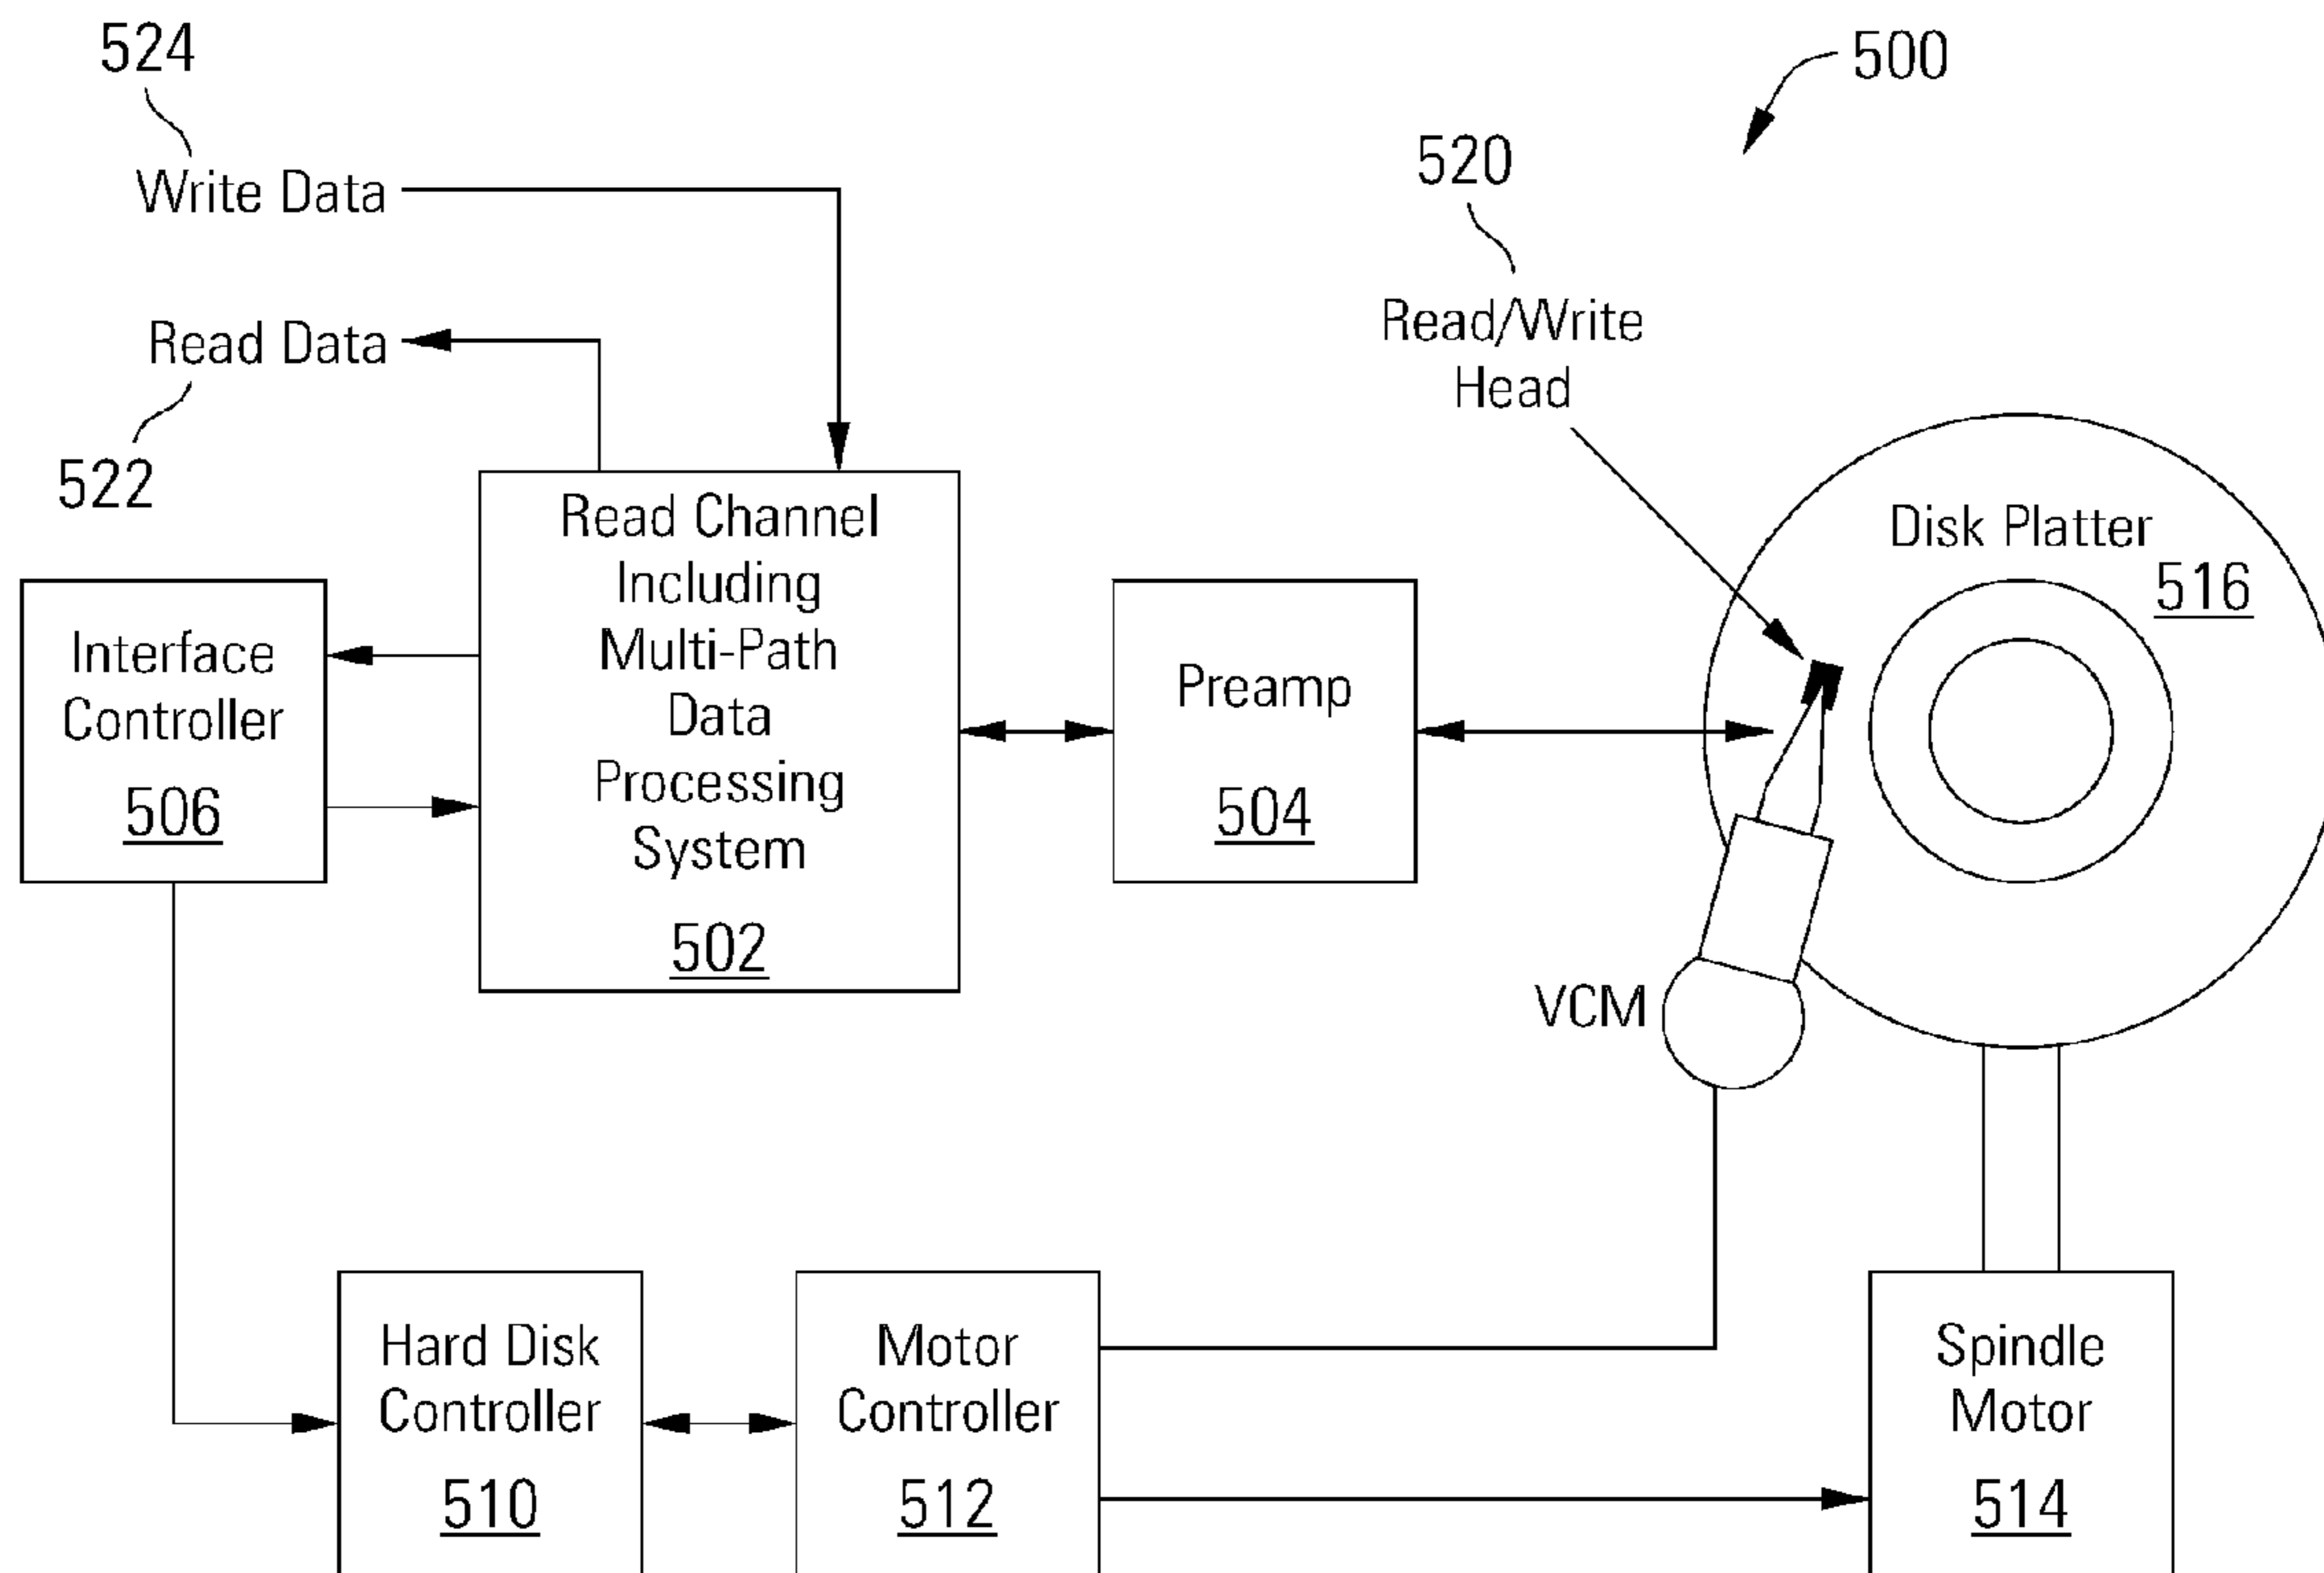 524
500
520
Write Data
Read/Write
Head
Read Data
522
Read Channel
Including
Multi-Path
Data
Processing
System
502
Disk Platter
516
Interface
Controller
506
Preamp
504
VCM
Hard Disk
Controller
510
Motor
Controller
512
Spindle
Motor
514